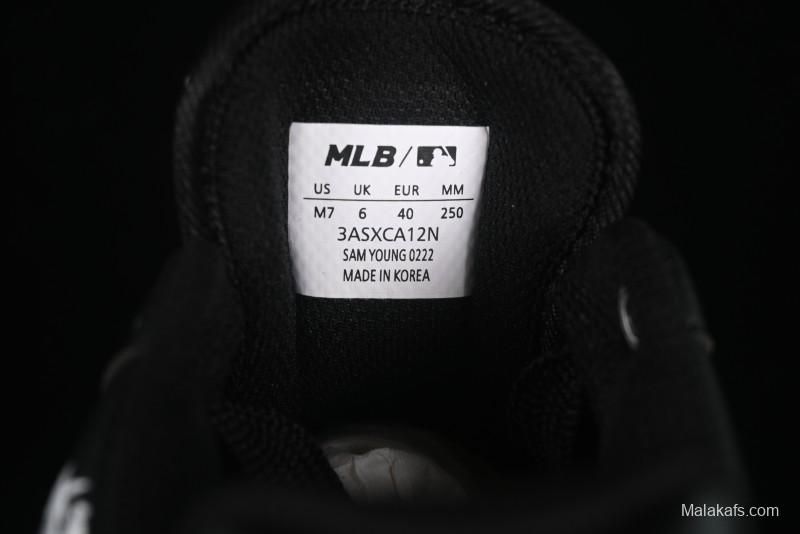 MLB/
US UK EUR MM
M7 6 40 250
3ASXCA12N
SAM YOUNG 0222
MADE IN KOREA
Malakafs.com